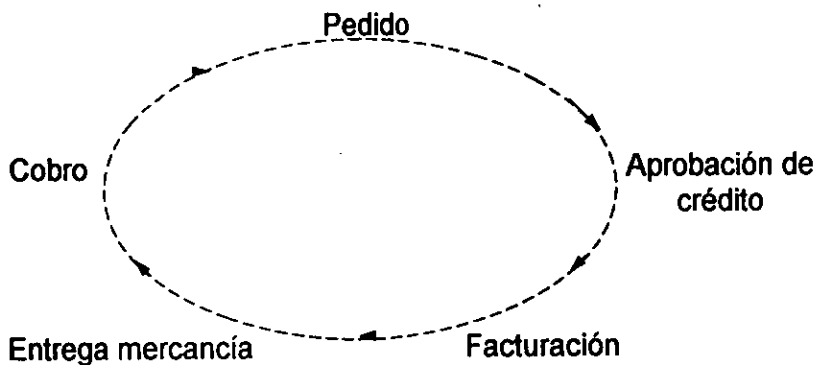 Pedido
Cobro
Aprobación de
crédito
Entrega mercancía
Facturación